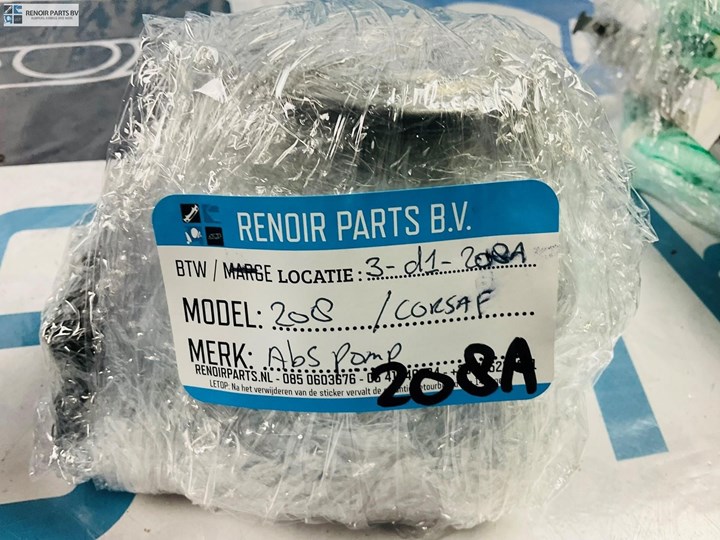 RENOIR PARTS BV
RENOIR PARTS B.V.
BTW / MARGE LOCATIE : 3-d1-208A
MODEL: 208 / CORSA F
MERK: Abs pomp
RENOIRPARTS.NL - 085 0603676 - 06
LETOP: Na het verwijderen van de sticker vervalt de
208A